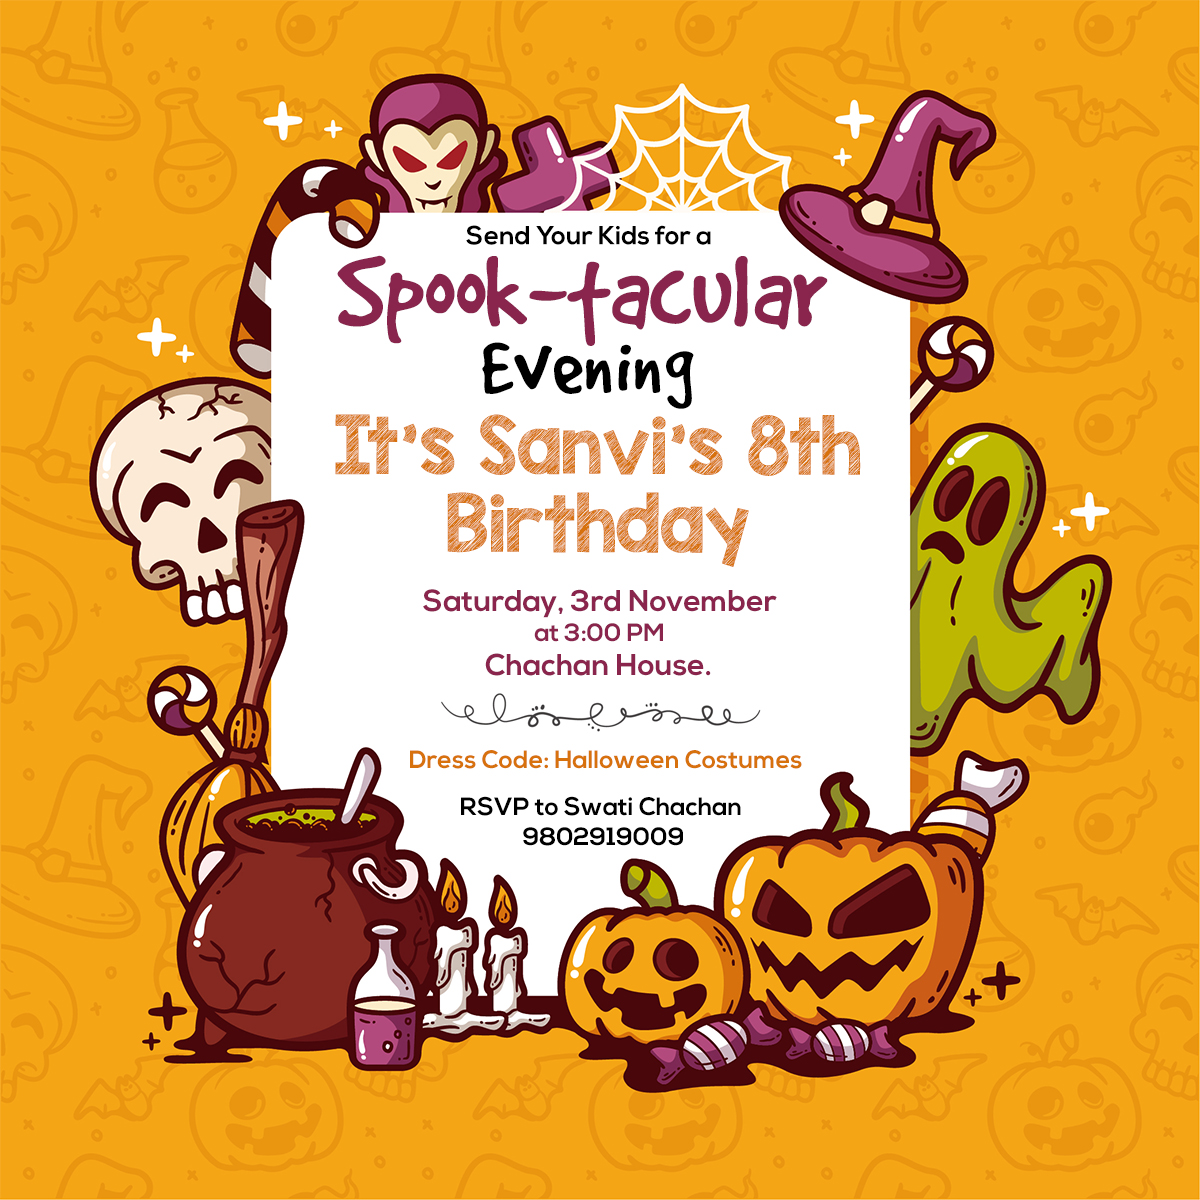 Send Your Kids for a
Spook-tacular
Evening
It's Sanvi's 8th
Birthday
Saturday, 3rd November
at 3:00 PM
Chachan House.
Dress Code: Halloween Costumes
RSVP to Swati Chachan
9802919009